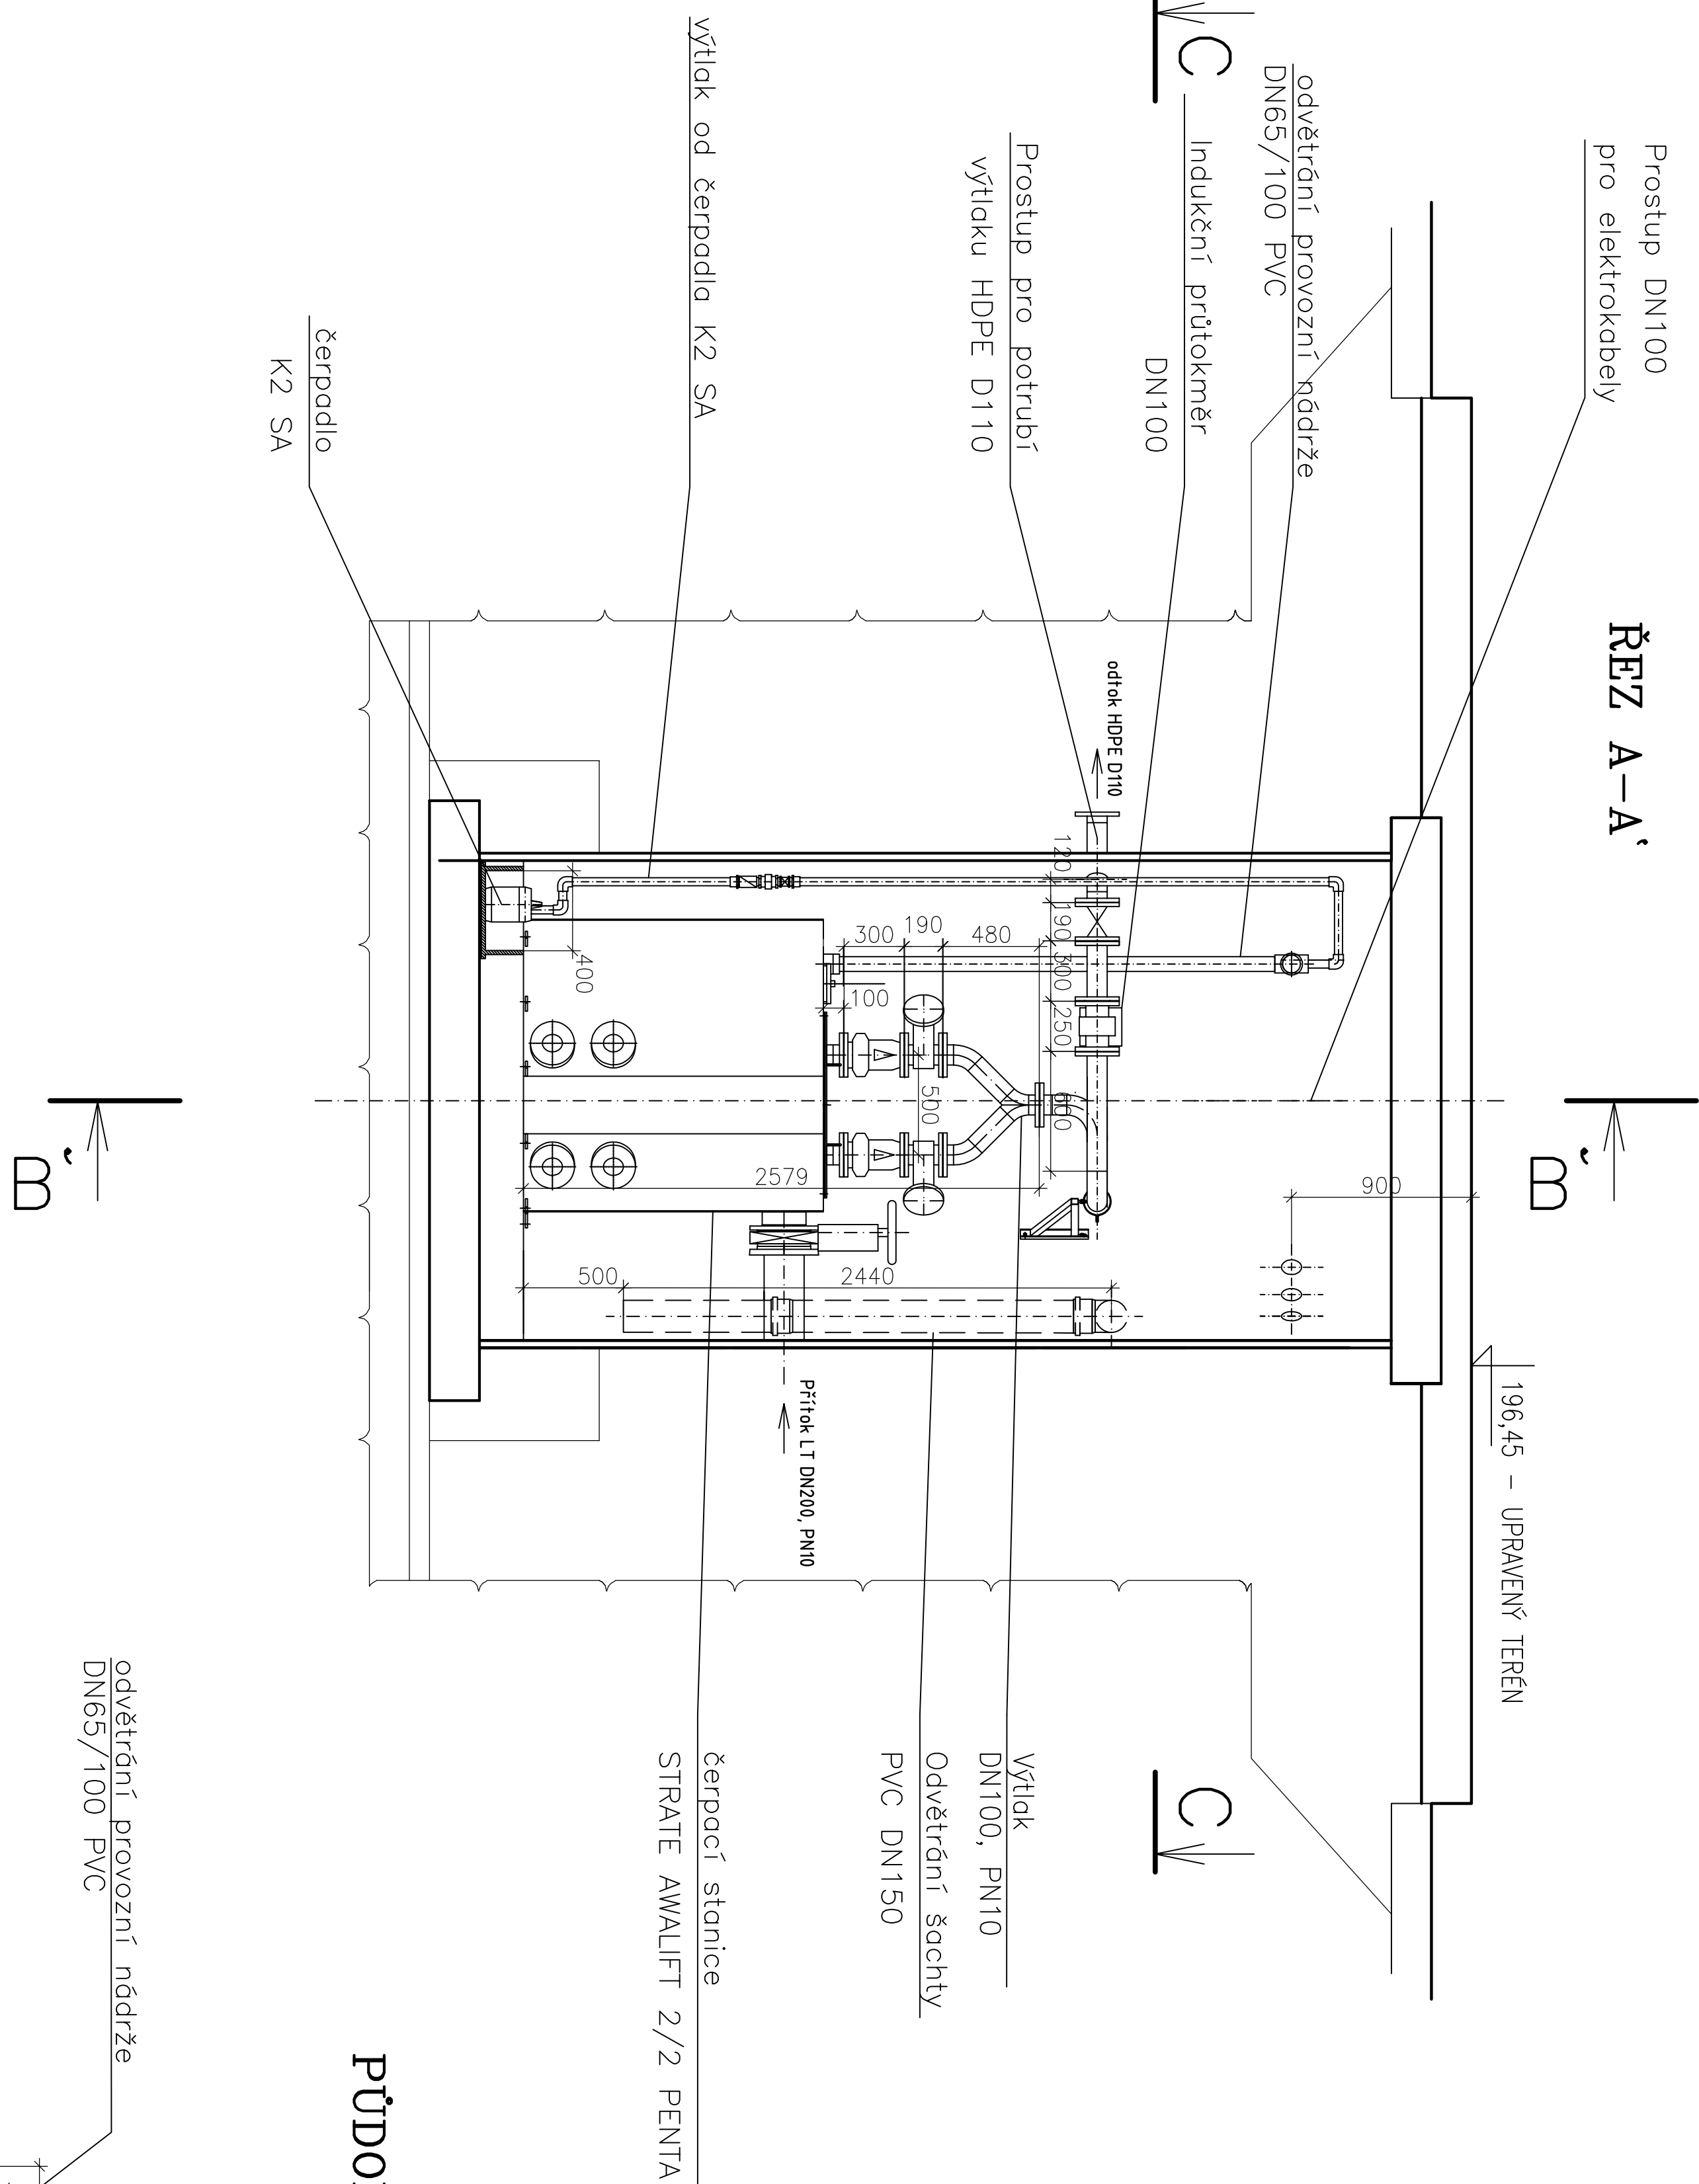 ŘEZ A-A‘
Prostup DN100
pro elektrokabely
odvětrání provozní nádrže
DN65/100 PVC
C
Indukční průtokměr
DN100
Prostup pro potrubí
výtlaku HDPE D110
výtlak od čerpadla K2 SA
čerpadlo
K2 SA
odtok HDPE D110
120
190
300
250
600
300
190
480
100
400
500
2579
500
2440
900
B‘
B‘
196,45 - UPRAVENÝ TERÉN
Přítok LT DN200, PN10
C
Výtlak
DN100, PN10
Odvětrání šachty
PVC DN150
čerpací stanice
STRATE AWALIFT 2/2 PENTA
odvětrání provozní nádrže
DN65/100 PVC